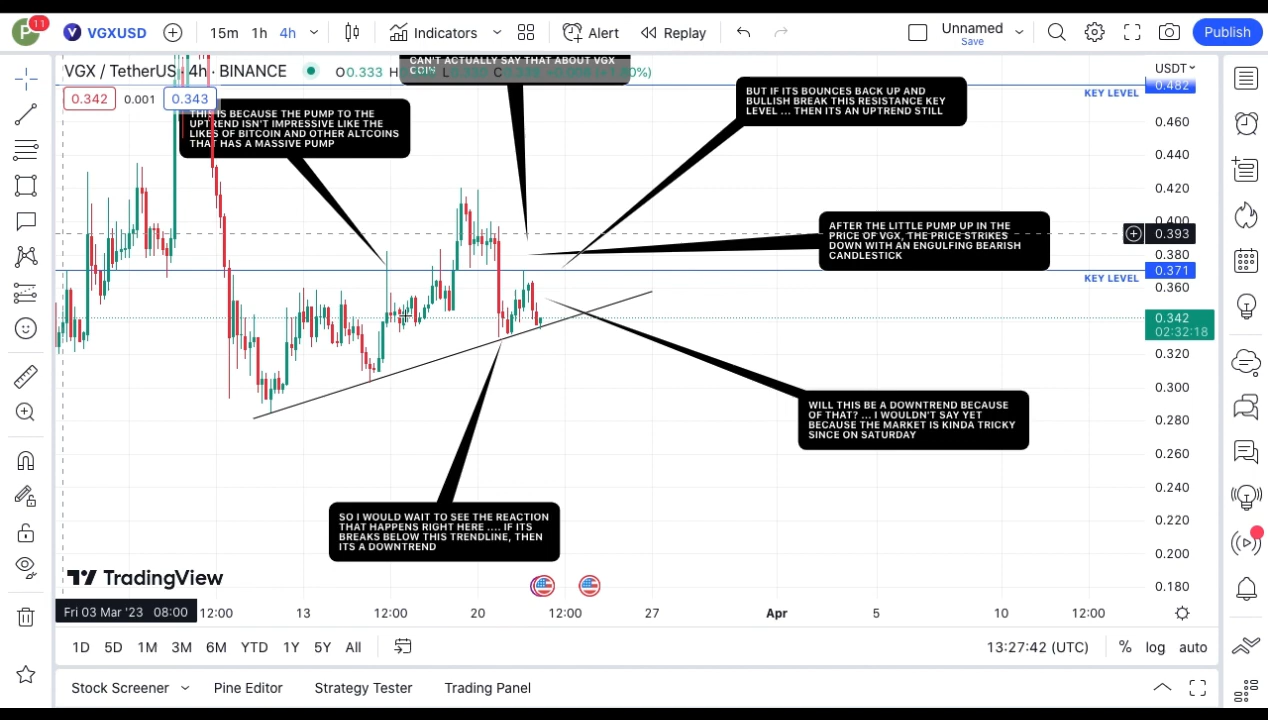 P
11
VGXUSD
15m 1h 4h
Indicators
Alert
Replay
Unnamed
Save
Publish
VGX / TetherUS · 4h · BINANCE
O0.333
0.342 0.001 0.343
CAN'T ACTUALLY SAY THAT ABOUT VGX
COIN
THIS IS BECAUSE THE PUMP TO THE
UPTREND ISN'T IMPRESSIVE LIKE THE
LIKES OF BITCOIN AND OTHER ALTCOINS
THAT HAS A MASSIVE PUMP
BUT IF ITS BOUNCES BACK UP AND
BULLISH BREAK THIS RESISTANCE KEY
LEVEL ... THEN ITS AN UPTREND STILL
AFTER THE LITTLE PUMP UP IN THE
PRICE OF VGX, THE PRICE STRIKES
DOWN WITH AN ENGULFING BEARISH
CANDLESTICK
WILL THIS BE A DOWNTREND BECAUSE
OF THAT? ... I WOULDN'T SAY YET
BECAUSE THE MARKET IS KINDA TRICKY
SINCE ON SATURDAY
SO I WOULD WAIT TO SEE THE REACTION
THAT HAPPENS RIGHT HERE .... IF ITS
BREAKS BELOW THIS TRENDLINE, THEN
ITS A DOWNTREND
KEY LEVEL
KEY LEVEL
USDT
0.482
0.460
0.440
0.420
0.400
0.393
0.380
0.371
0.360
0.342
02:32:18
0.320
0.300
0.280
0.260
0.240
0.220
0.200
0.180
TradingView
Fri 03 Mar '23 08:00 12:00 13 12:00 20 12:00 27 Apr 5 10 12:00
1D 5D 1M 3M 6M YTD 1Y 5Y All
13:27:42 (UTC) % log auto
Stock Screener Pine Editor Strategy Tester Trading Panel